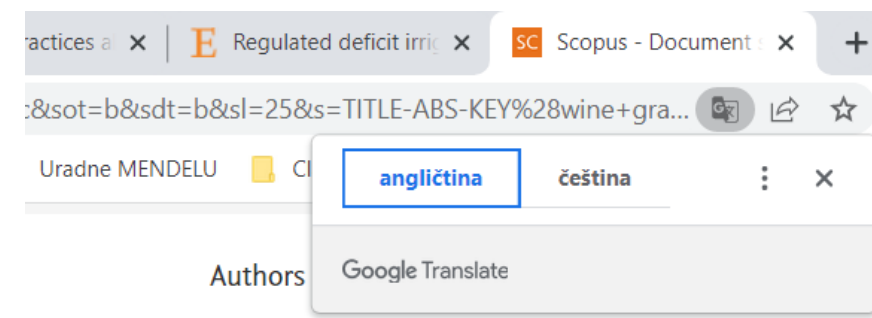 ractices a E Regulated deficit irrig SC Scopus - Document s
c&sot=b&sdt=b&sl=25&s=TITLE-ABS-KEY%28wine+gra...
Uradne MENDELU
angličtina čeština
Authors Google Translate